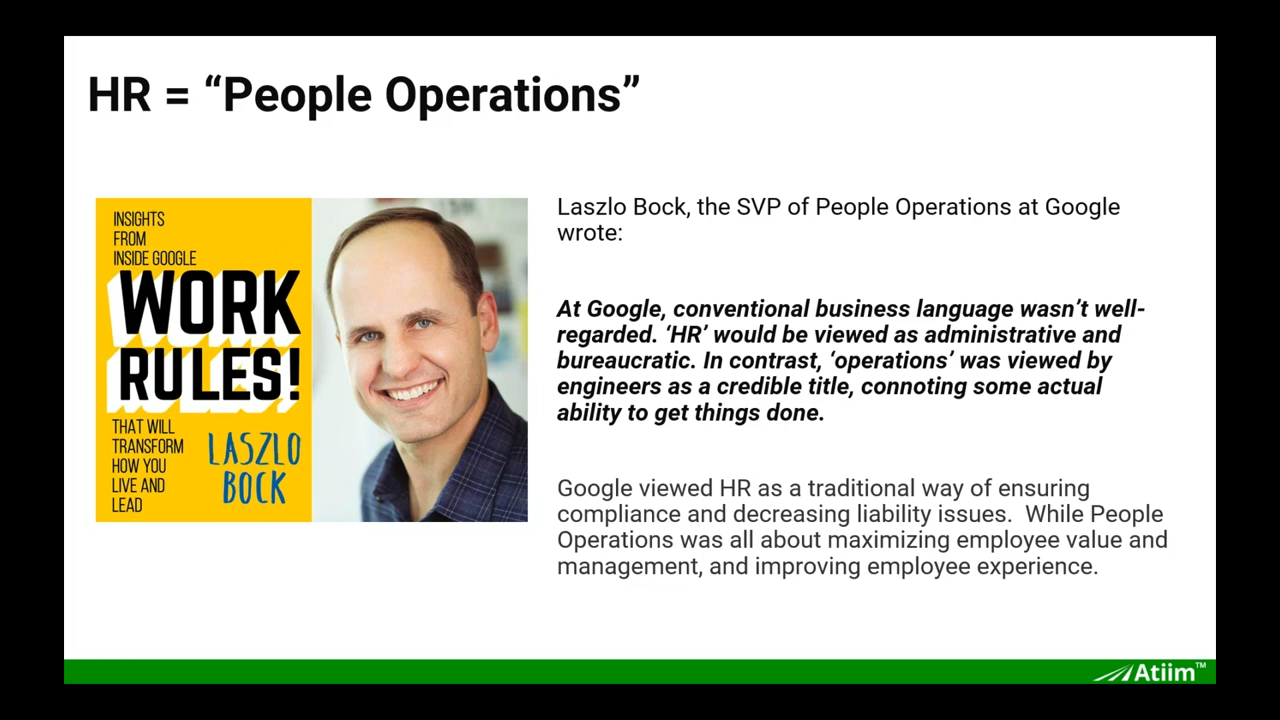 HR = “People Operations”
INSIGHTS
FROM
INSIDE GOOGLE
WORK
RULES!
THAT WILL
TRANSFORM
HOW YOU
LIVE AND
LEAD
LASZLO
BOCK
Laszlo Bock, the SVP of People Operations at Google
wrote:
At Google, conventional business language wasn’t well-
regarded. ‘HR’ would be viewed as administrative and
bureaucratic. In contrast, ‘operations’ was viewed by
engineers as a credible title, connoting some actual
ability to get things done.
Google viewed HR as a traditional way of ensuring
compliance and decreasing liability issues.  While People
Operations was all about maximizing employee value and
management, and improving employee experience.
Atiim™